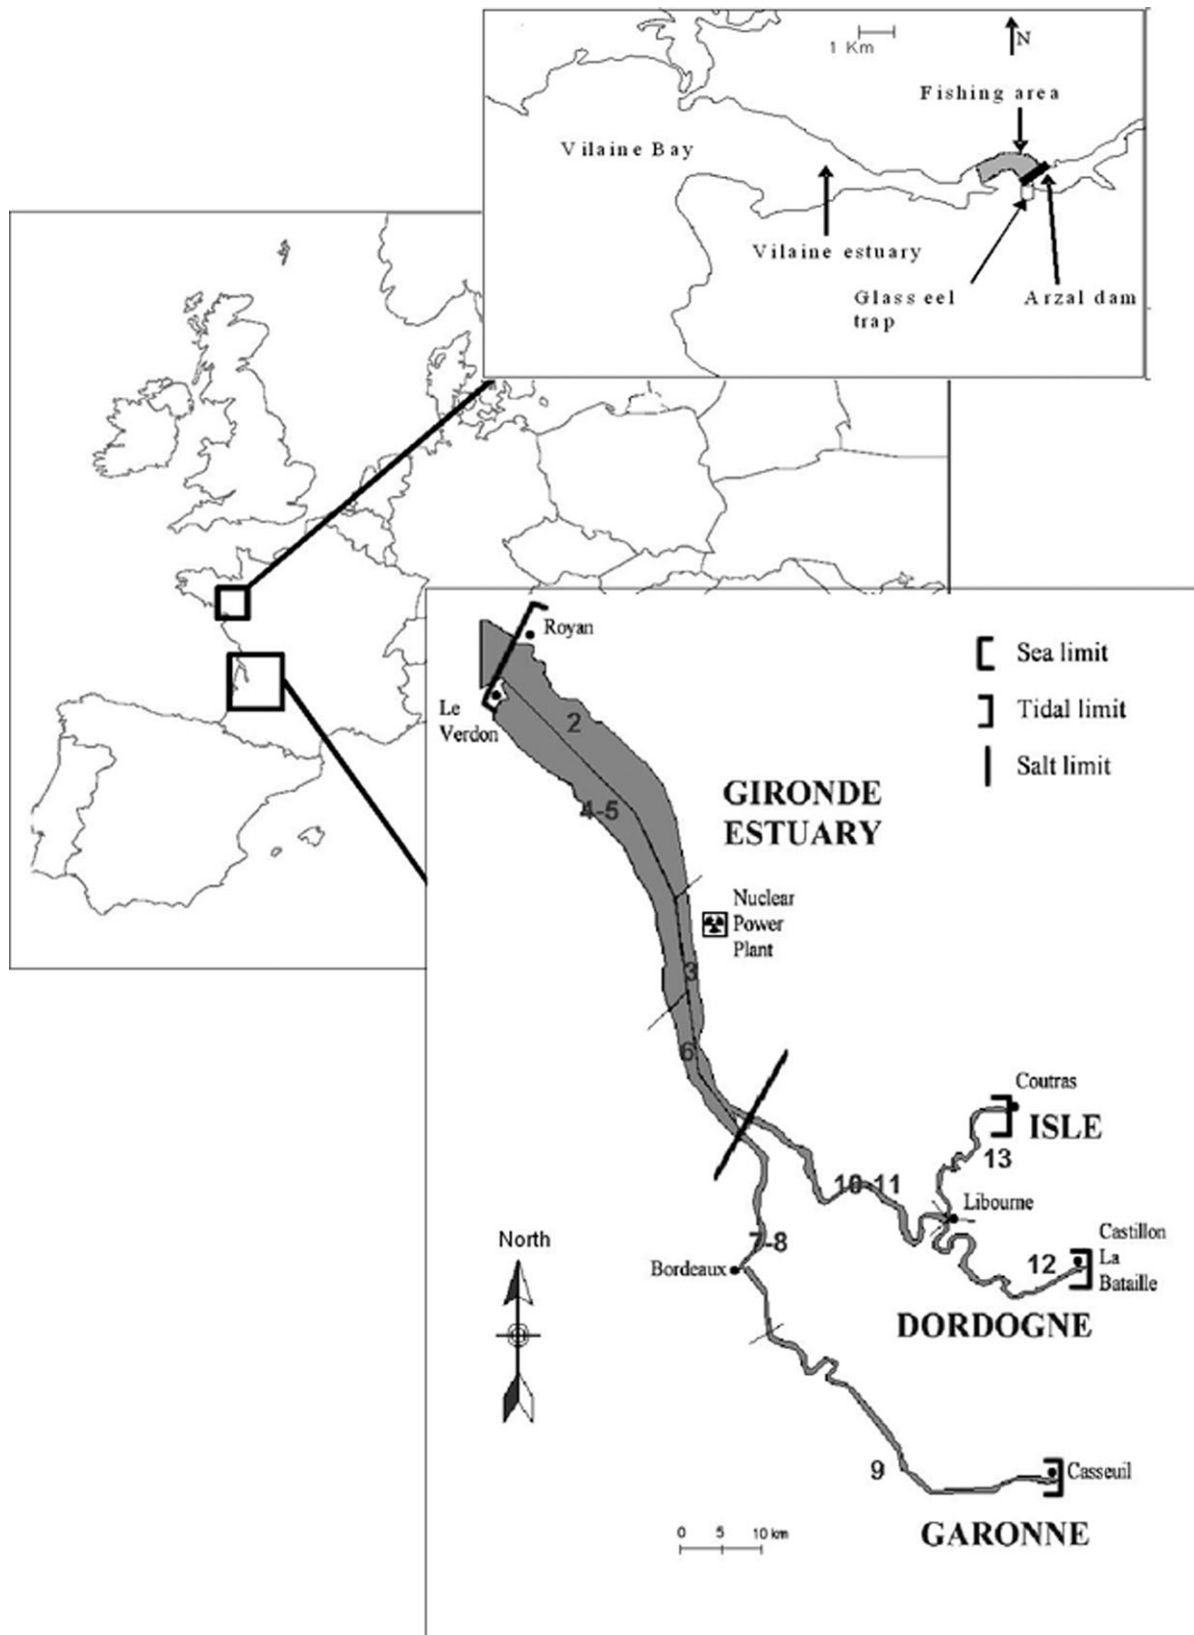 1 Km
N
Fishing area
Vilaine Bay
Vilaine estuary
Glass eel
trap
Arzal dam
Royan
Le
Verdon
Sea limit
Tidal limit
Salt limit
2
4-5
GIRONDE
ESTUARY
Nuclear
Power
Plant
3
6
Coutras
ISLE
13
10-11
Libourne
7-8
Castillon
La
Bataille
12
Bordeaux
DORDOGNE
North
9
Casseuil
GARONNE
0 5 10 km